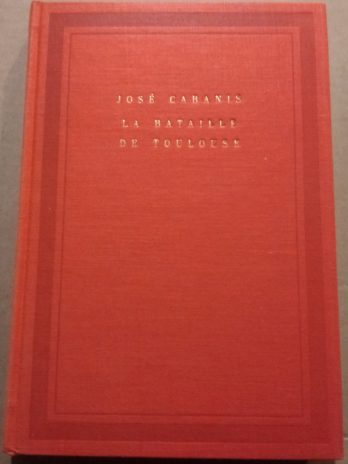 JOSÉ CABANIS
LA BATAILLE
DE TOULOUSE